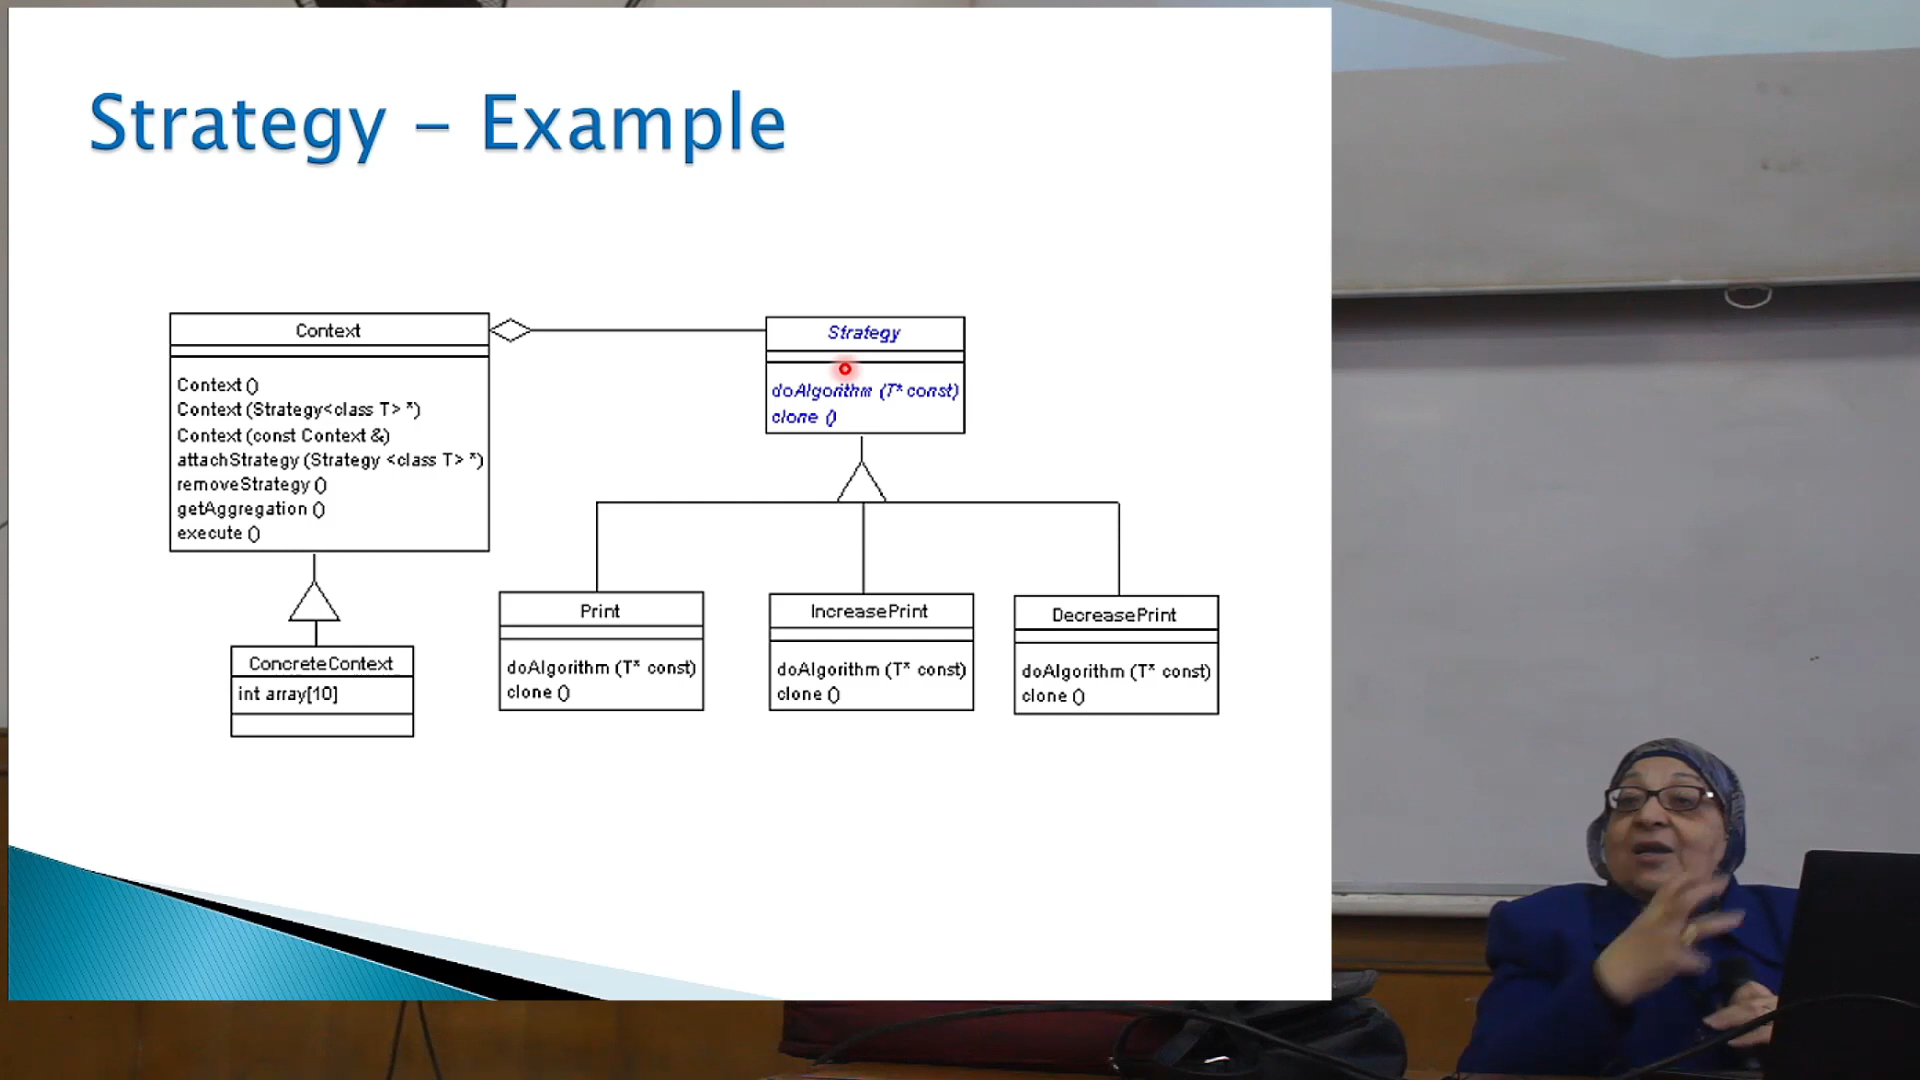 Strategy – Example
Context
Context ()
Context (Strategy<class T> *)
Context (const Context &)
attachStrategy (Strategy <class T> *)
removeStrategy ()
getAggregation ()
execute ()
ConcreteContext
int array[10]
Strategy
doAlgorithm (T* const)
clone ()
Print
doAlgorithm (T* const)
clone ()
IncreasePrint
doAlgorithm (T* const)
clone ()
DecreasePrint
doAlgorithm (T* const)
clone ()